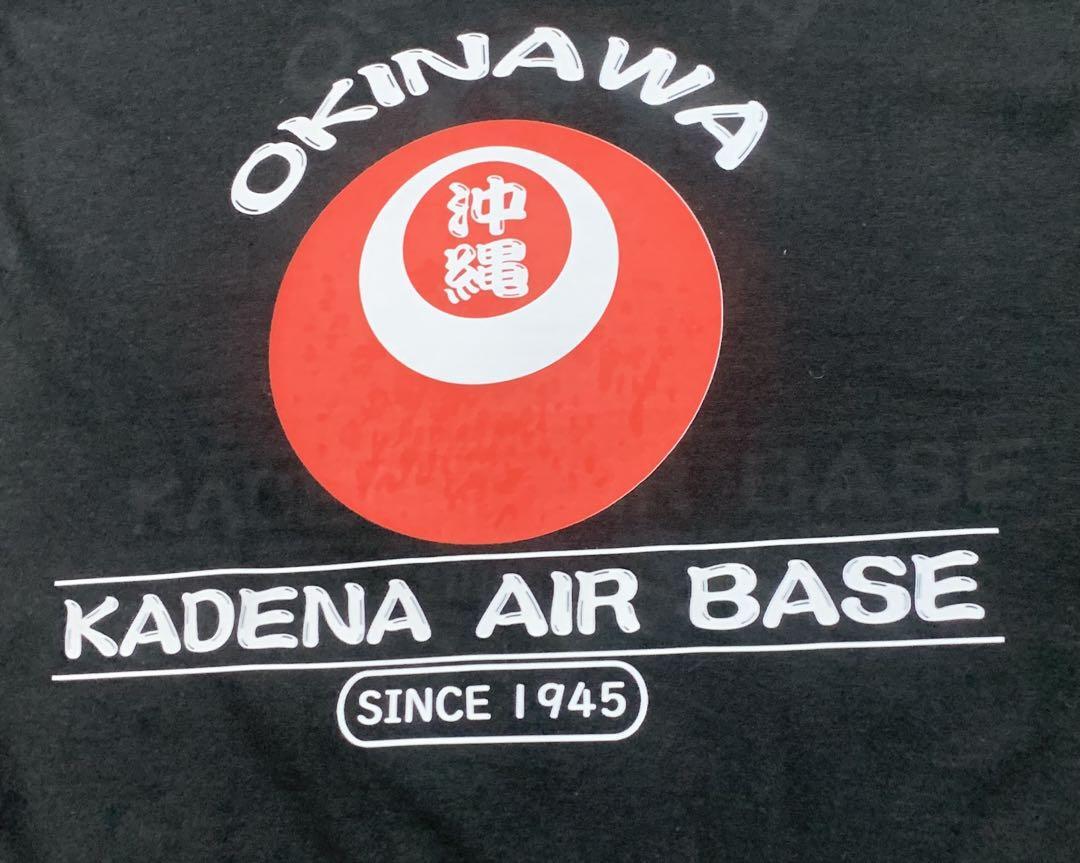 OKINAWA
沖
縄
KADENA AIR BASE
SINCE 1945